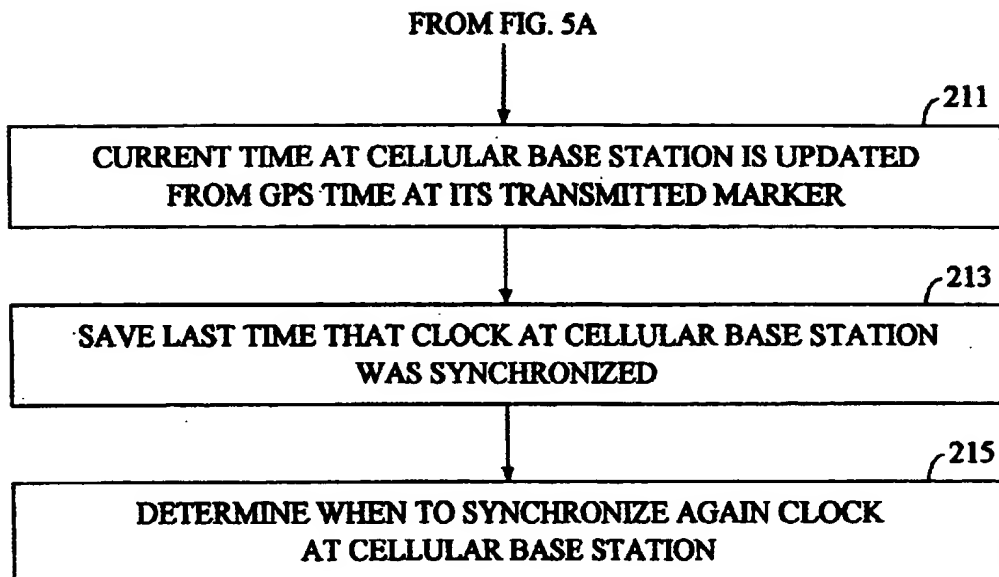 FROM FIG. 5A
211
CURRENT TIME AT CELLULAR BASE STATION IS UPDATED
FROM GPS TIME AT ITS TRANSMITTED MARKER
213
SAVE LAST TIME THAT CLOCK AT CELLULAR BASE STATION
WAS SYNCHRONIZED
215
DETERMINE WHEN TO SYNCHRONIZE AGAIN CLOCK
AT CELLULAR BASE STATION